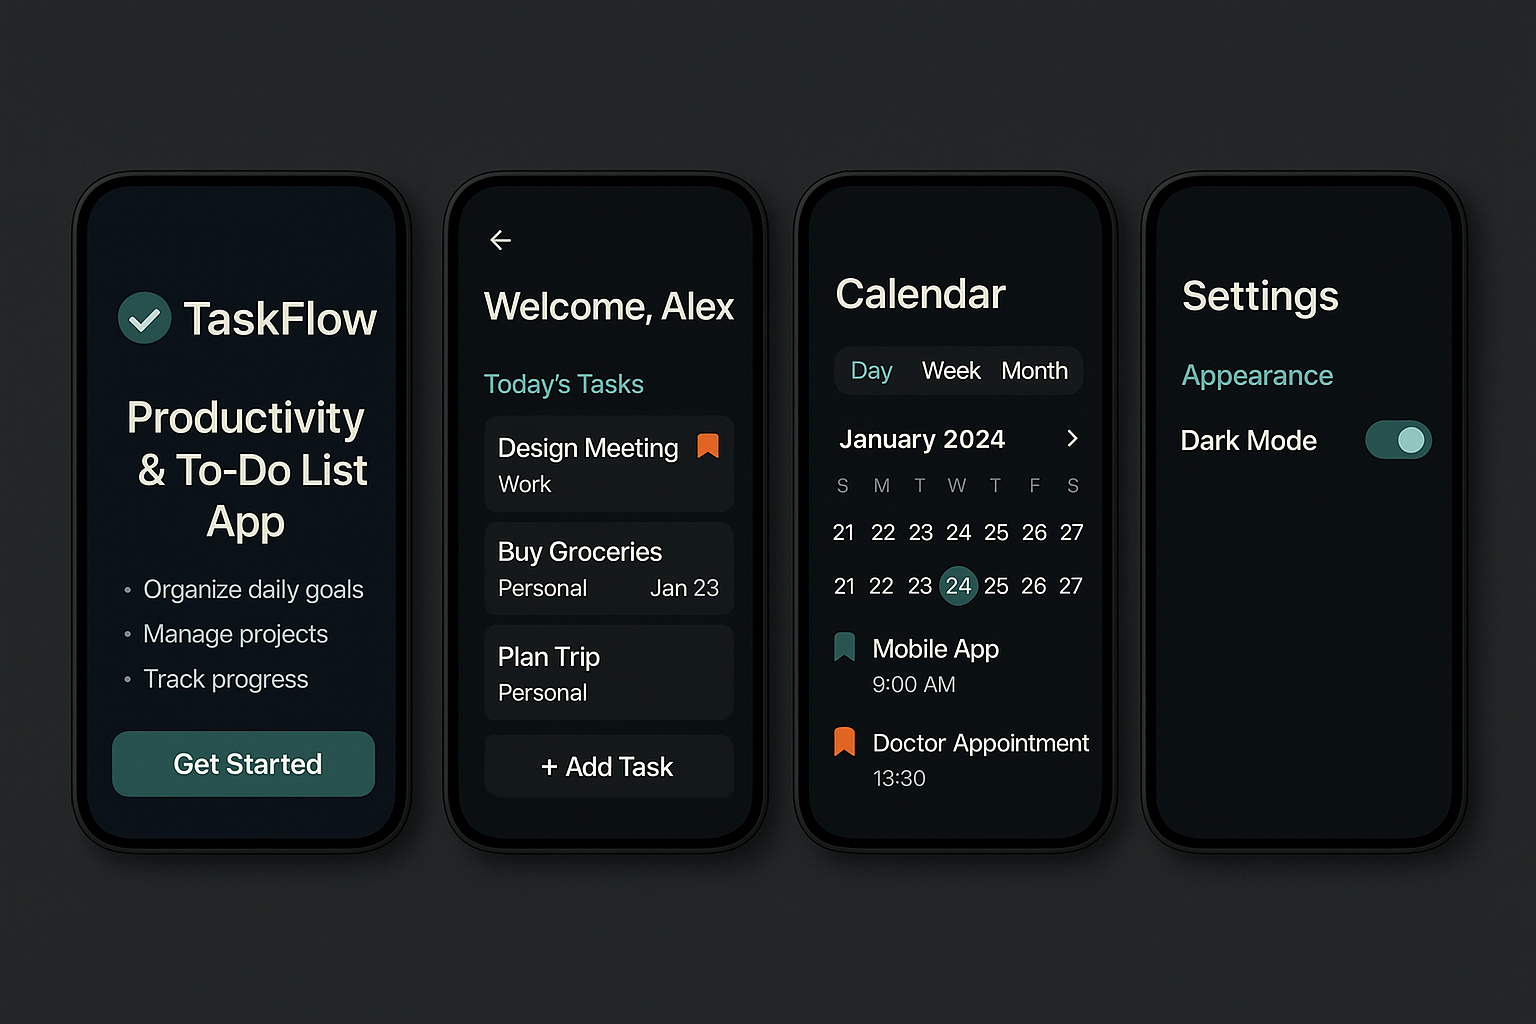 TaskFlow
Productivity
& To-Do List
App
• Organize daily goals
• Manage projects
• Track progress
Get Started
Welcome, Alex
Today's Tasks
Design Meeting
Work
Buy Groceries
Personal Jan 23
Plan Trip
Personal
+ Add Task
Calendar
Day Week Month
January 2024
S M T W T F S
21 22 23 24 25 26 27
21 22 23 24 25 26 27
Mobile App
9:00 AM
Doctor Appointment
13:30
Settings
Appearance
Dark Mode